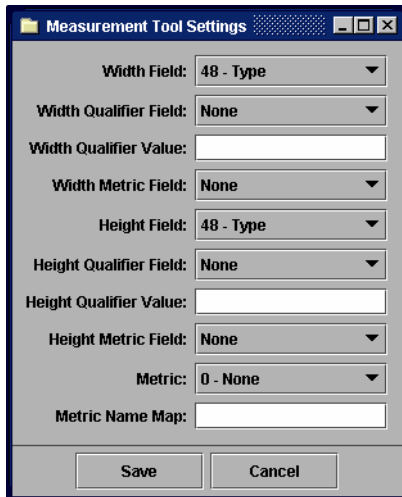 Measurement Tool Settings
Width Field: 48 - Type
Width Qualifier Field: None
Width Qualifier Value:
Width Metric Field: None
Height Field: 48 - Type
Height Qualifier Field: None
Height Qualifier Value:
Height Metric Field: None
Metric: 0 - None
Metric Name Map:
Save Cancel